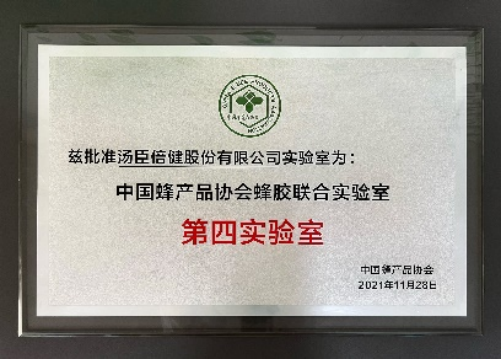 兹批准汤臣倍健股份有限公司实验室为：
中国蜂产品协会蜂胶联合实验室
第四实验室
中国蜂产品协会
2021年11月28日